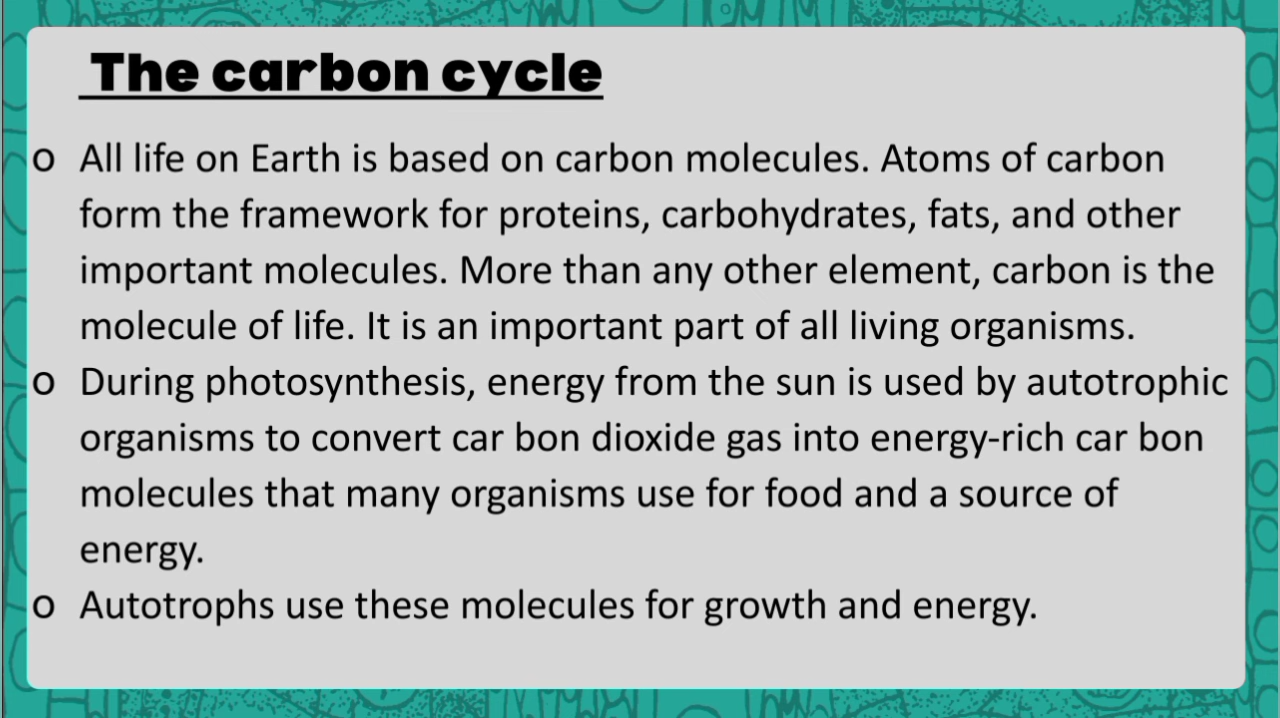 The carbon cycle
o All life on Earth is based on carbon molecules. Atoms of carbon
form the framework for proteins, carbohydrates, fats, and other
important molecules. More than any other element, carbon is the
molecule of life. It is an important part of all living organisms.
o During photosynthesis, energy from the sun is used by autotrophic
organisms to convert car bon dioxide gas into energy-rich car bon
molecules that many organisms use for food and a source of
energy.
o Autotrophs use these molecules for growth and energy.